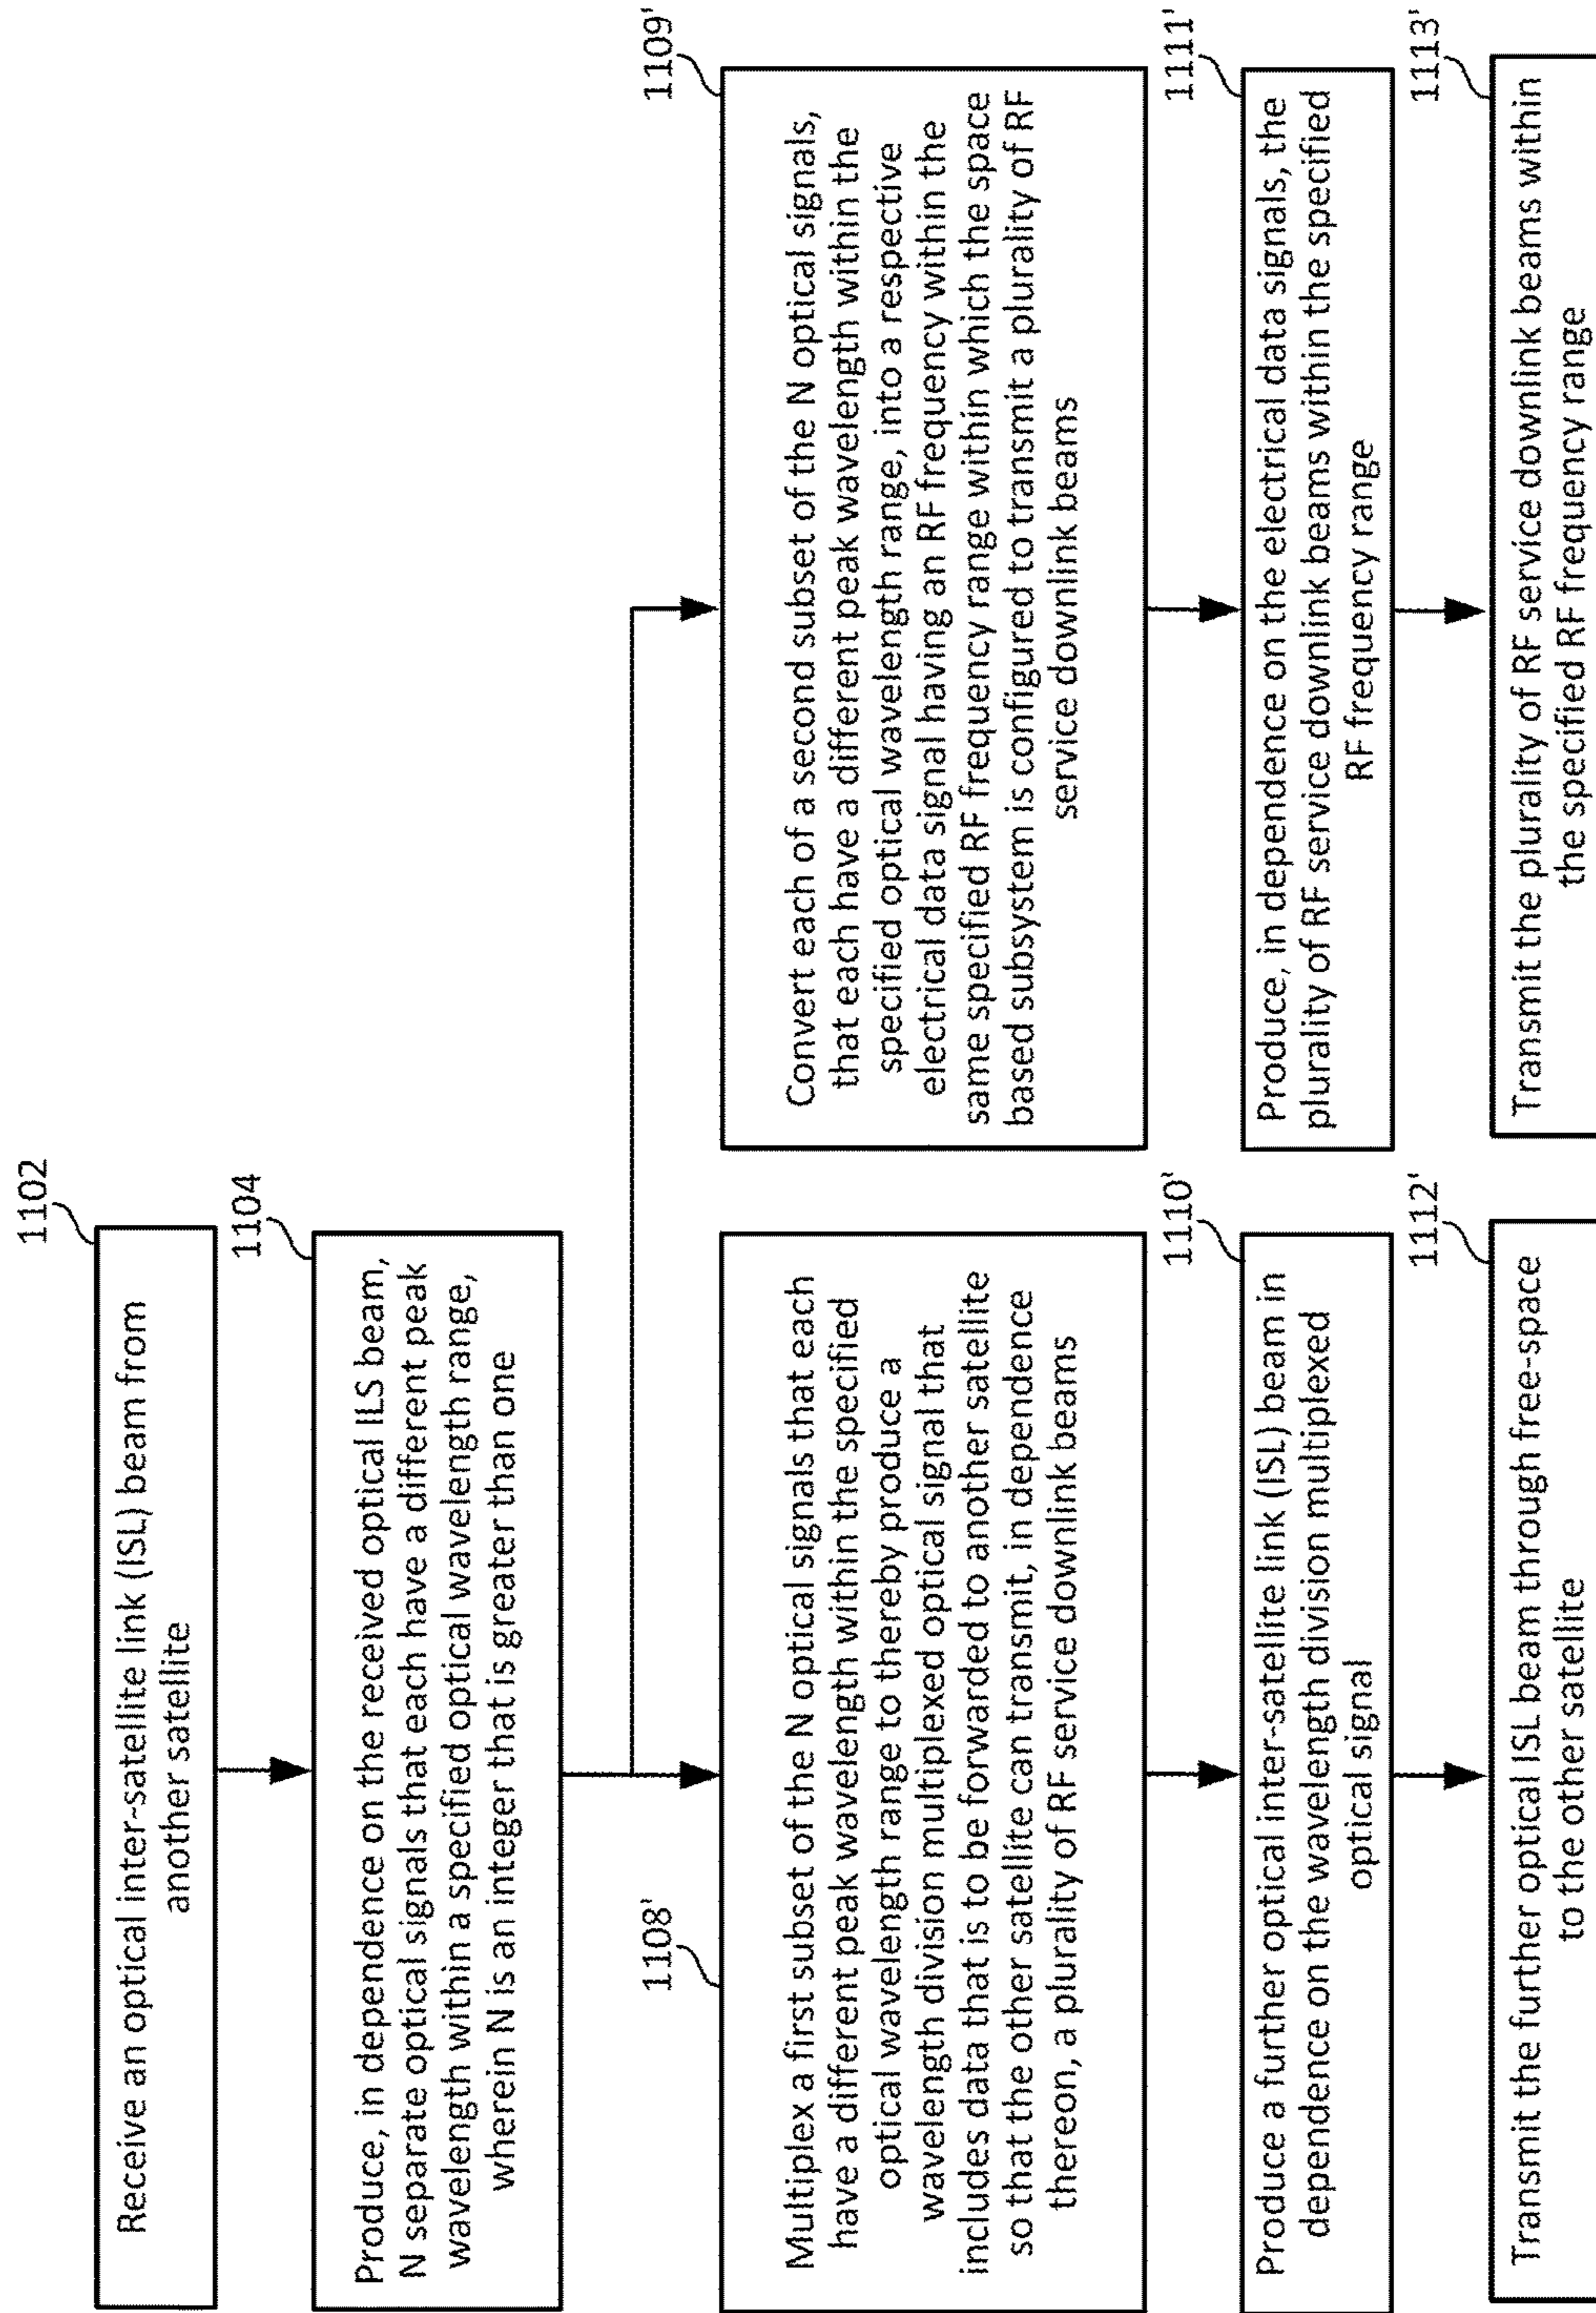 1102
Receive an optical inter-satellite link (ISL) beam from
another satellite
1104
Produce, in dependence on the received optical ILS beam,
N separate optical signals that each have a different peak
wavelength within a specified optical wavelength range,
wherein N is an integer that is greater than one
1108'
Multiplex a first subset of the N optical signals that each
have a different peak wavelength within the specified
optical wavelength range to thereby produce a
wavelength division multiplexed optical signal that
includes data that is to be forwarded to another satellite
so that the other satellite can transmit, in dependence
thereon, a plurality of RF service downlink beams
1110'
Produce a further optical inter-satellite link (ISL) beam in
dependence on the wavelength division multiplexed
optical signal
1112'
Transmit the further optical ISL beam through free-space
to the other satellite
1109'
Convert each of a second subset of the N optical signals,
that each have a different peak wavelength within the
specified optical wavelength range, into a respective
electrical data signal having an RF frequency within the
same specified RF frequency range within which the space
based subsystem is configured to transmit a plurality of RF
service downlink beams
1111'
Produce, in dependence on the electrical data signals, the
plurality of RF service downlink beams within the specified
RF frequency range
1113'
Transmit the plurality of RF service downlink beams within
the specified RF frequency range